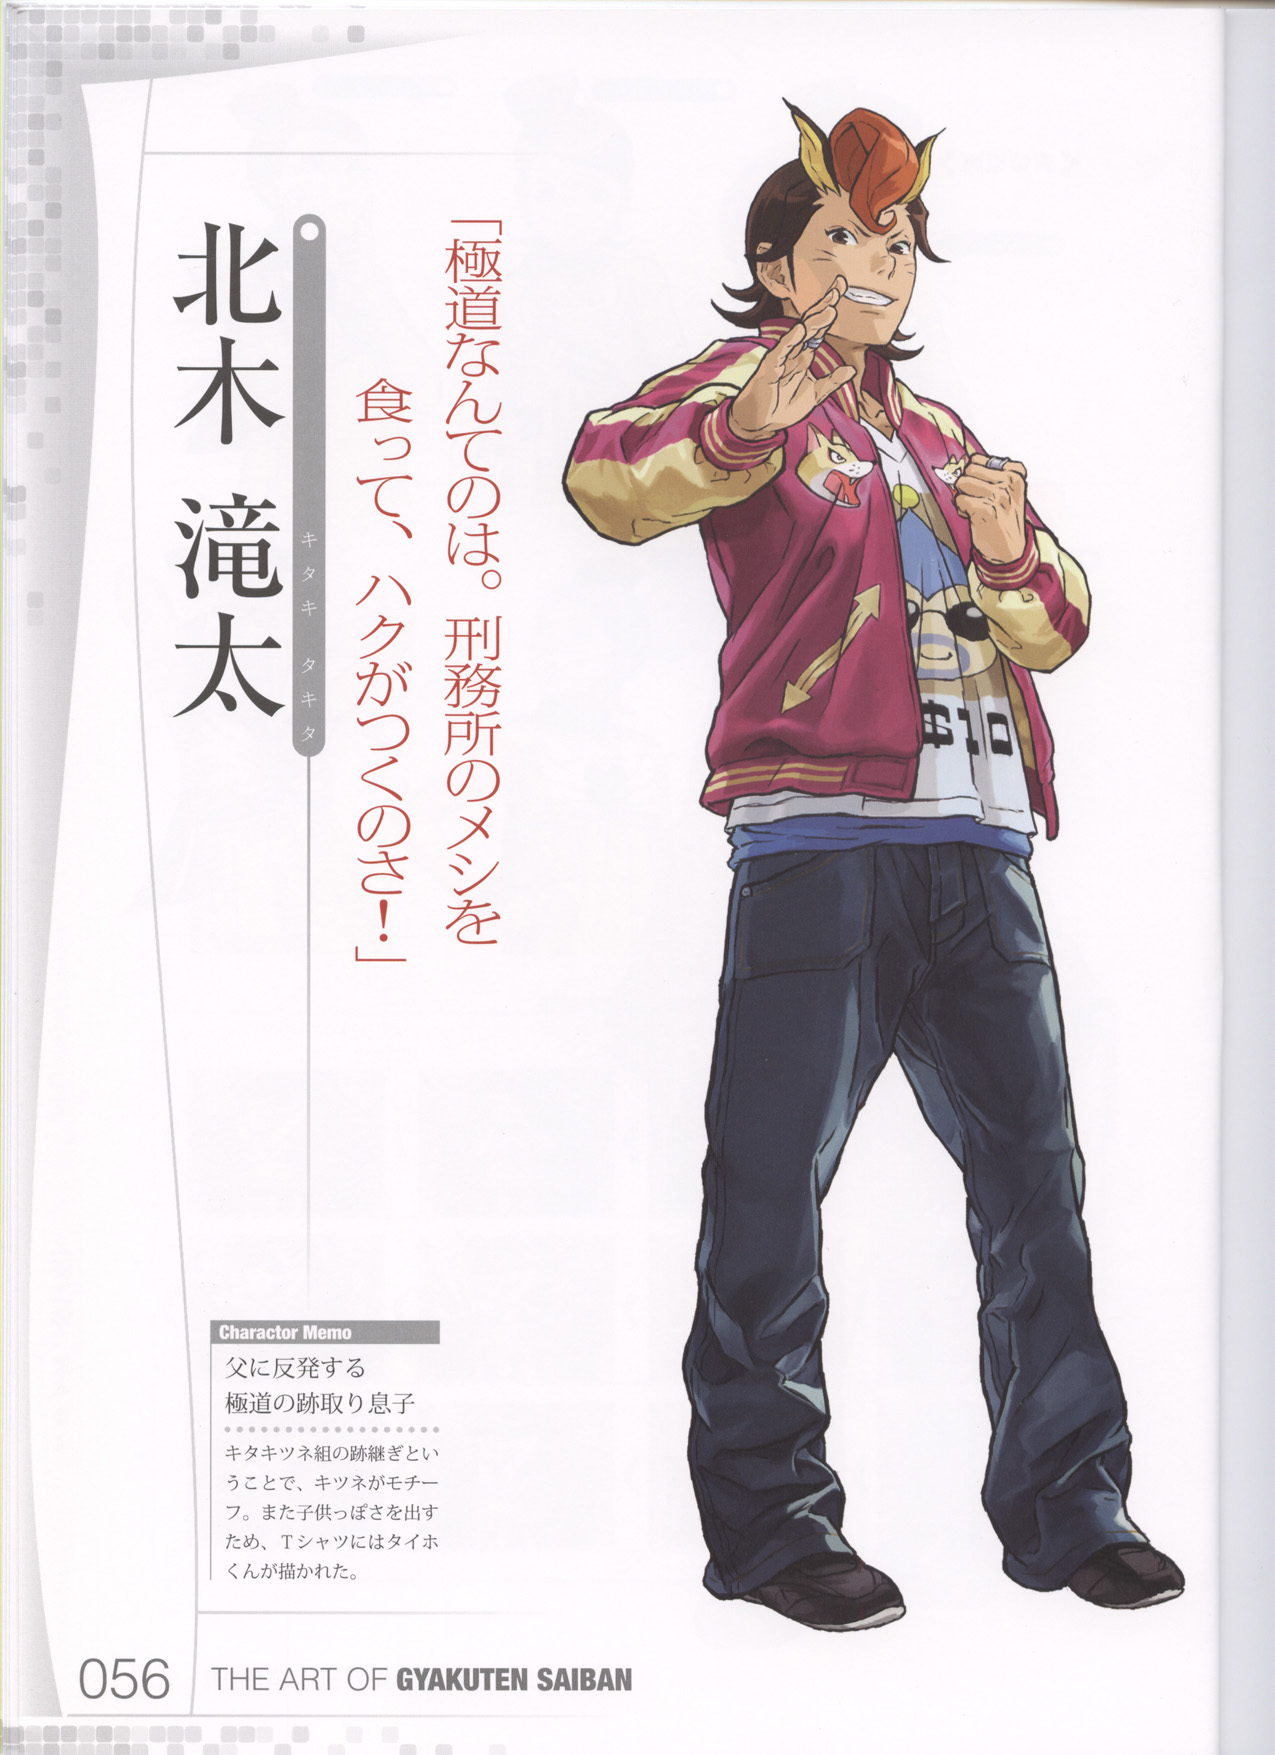 北木 滝太
キタキ タキタ
「極道なんてのは。刑務所のメシを
食って、ハクがつくのさ！」
$10
Charactor Memo
父に反発する
極道の跡取り息子
キタキツネ組の跡継ぎとい
うことで、キツネがモチー
フ。また子供っぽさを出す
ため、Tシャツにはタイホ
くんが描かれた。
056
THE ART OF GYAKUTEN SAIBAN